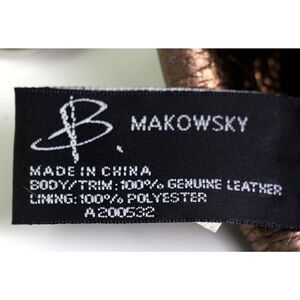 B MAKOWSKY
MADE IN CHINA
BODY/TRIM: 100% GENUINE LEATHER
LINING: 100% POLYESTER
A200532